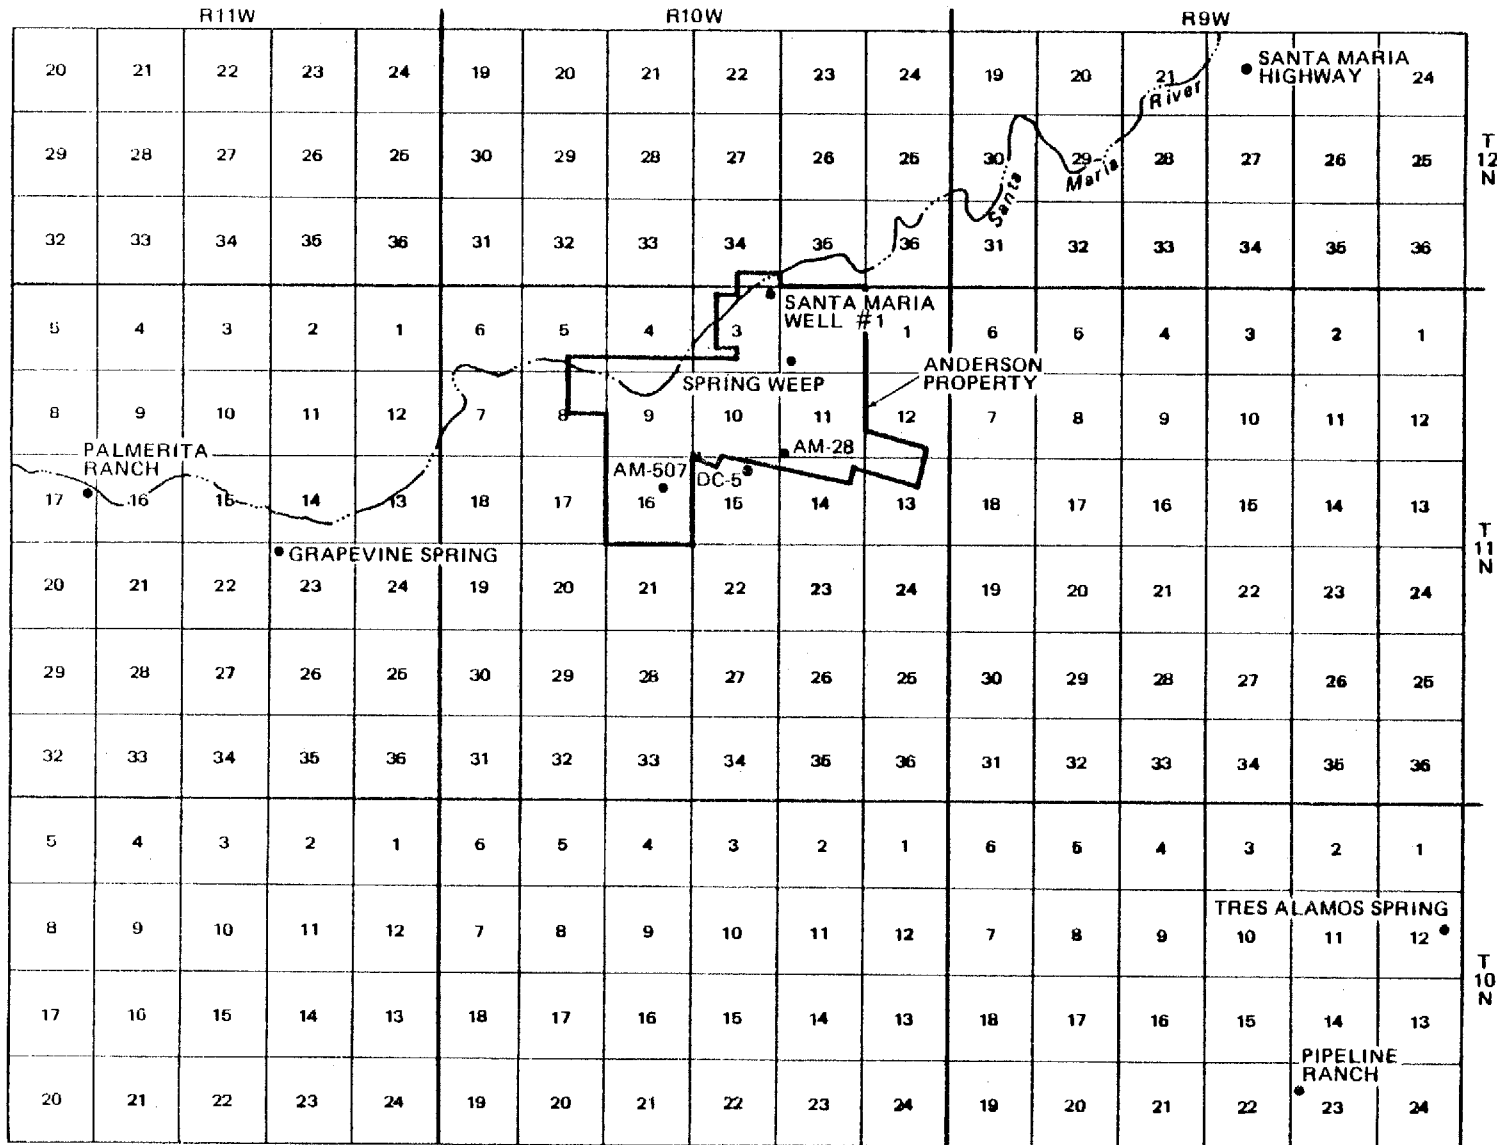 R11W R10W R9W
20 21 22 23 24 19 20 21 22 23 24 19 20 21 SANTA MARIA HIGHWAY 24
River
29 28 27 26 25 30 29 28 27 26 25 30 29 28 27 26 25
Santa Maria
T 12 N
32 33 34 35 36 31 32 33 34 35 36 31 32 33 34 35 36
SANTA MARIA
WELL #1
5 4 3 2 1 6 5 4 3 1 6 5 4 3 2 1
SPRING WEEP
ANDERSON
PROPERTY
8 9 10 11 12 7 8 9 10 11 12 7 8 9 10 11 12
PALMERITA
RANCH
AM-28
AM-507 DC-5
17 16 15 14 13 18 17 16 15 14 13 18 17 16 15 14 13
GRAPEVINE SPRING
T 11 N
20 21 22 23 24 19 20 21 22 23 24 19 20 21 22 23 24
29 28 27 26 25 30 29 28 27 26 25 30 29 28 27 26 25
32 33 34 35 36 31 32 33 34 35 36 31 32 33 34 35 36
5 4 3 2 1 6 5 4 3 2 1 6 5 4 3 2 1
TRES ALAMOS SPRING
8 9 10 11 12 7 8 9 10 11 12 7 8 9 10 11 12
T 10 N
17 16 15 14 13 18 17 16 15 14 13 18 17 16 15 14 13
PIPELINE
RANCH
20 21 22 23 24 19 20 21 22 23 24 19 20 21 22 23 24